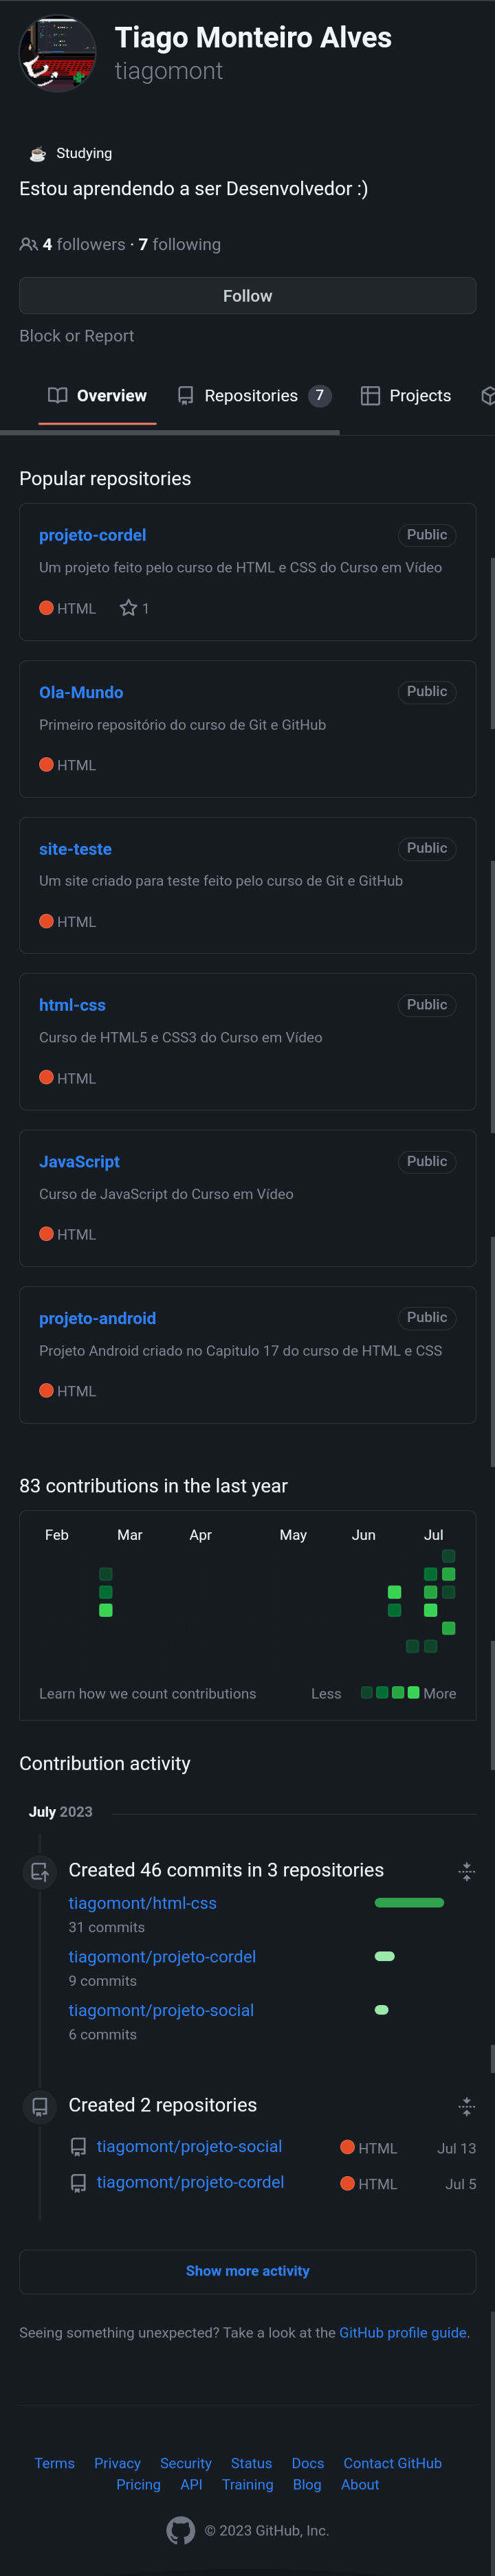 Tiago Monteiro Alves
tiagomont
Studying
Estou aprendendo a ser Desenvolvedor :)
4 followers · 7 following
Follow
Block or Report
Overview Repositories 7 Projects
Popular repositories
projeto-cordel Public
Um projeto feito pelo curso de HTML e CSS do Curso em Vídeo
HTML 1
Ola-Mundo Public
Primeiro repositório do curso de Git e GitHub
HTML
site-teste Public
Um site criado para teste feito pelo curso de Git e GitHub
HTML
html-css Public
Curso de HTML5 e CSS3 do Curso em Vídeo
HTML
JavaScript Public
Curso de JavaScript do Curso em Vídeo
HTML
projeto-android Public
Projeto Android criado no Capitulo 17 do curso de HTML e CSS
HTML
83 contributions in the last year
Feb Mar Apr May Jun Jul
Learn how we count contributions Less More
Contribution activity
July 2023
Created 46 commits in 3 repositories
tiagomont/html-css
31 commits
tiagomont/projeto-cordel
9 commits
tiagomont/projeto-social
6 commits
Created 2 repositories
tiagomont/projeto-social HTML Jul 13
tiagomont/projeto-cordel HTML Jul 5
Show more activity
Seeing something unexpected? Take a look at the GitHub profile guide.
Terms Privacy Security Status Docs Contact GitHub
Pricing API Training Blog About
© 2023 GitHub, Inc.